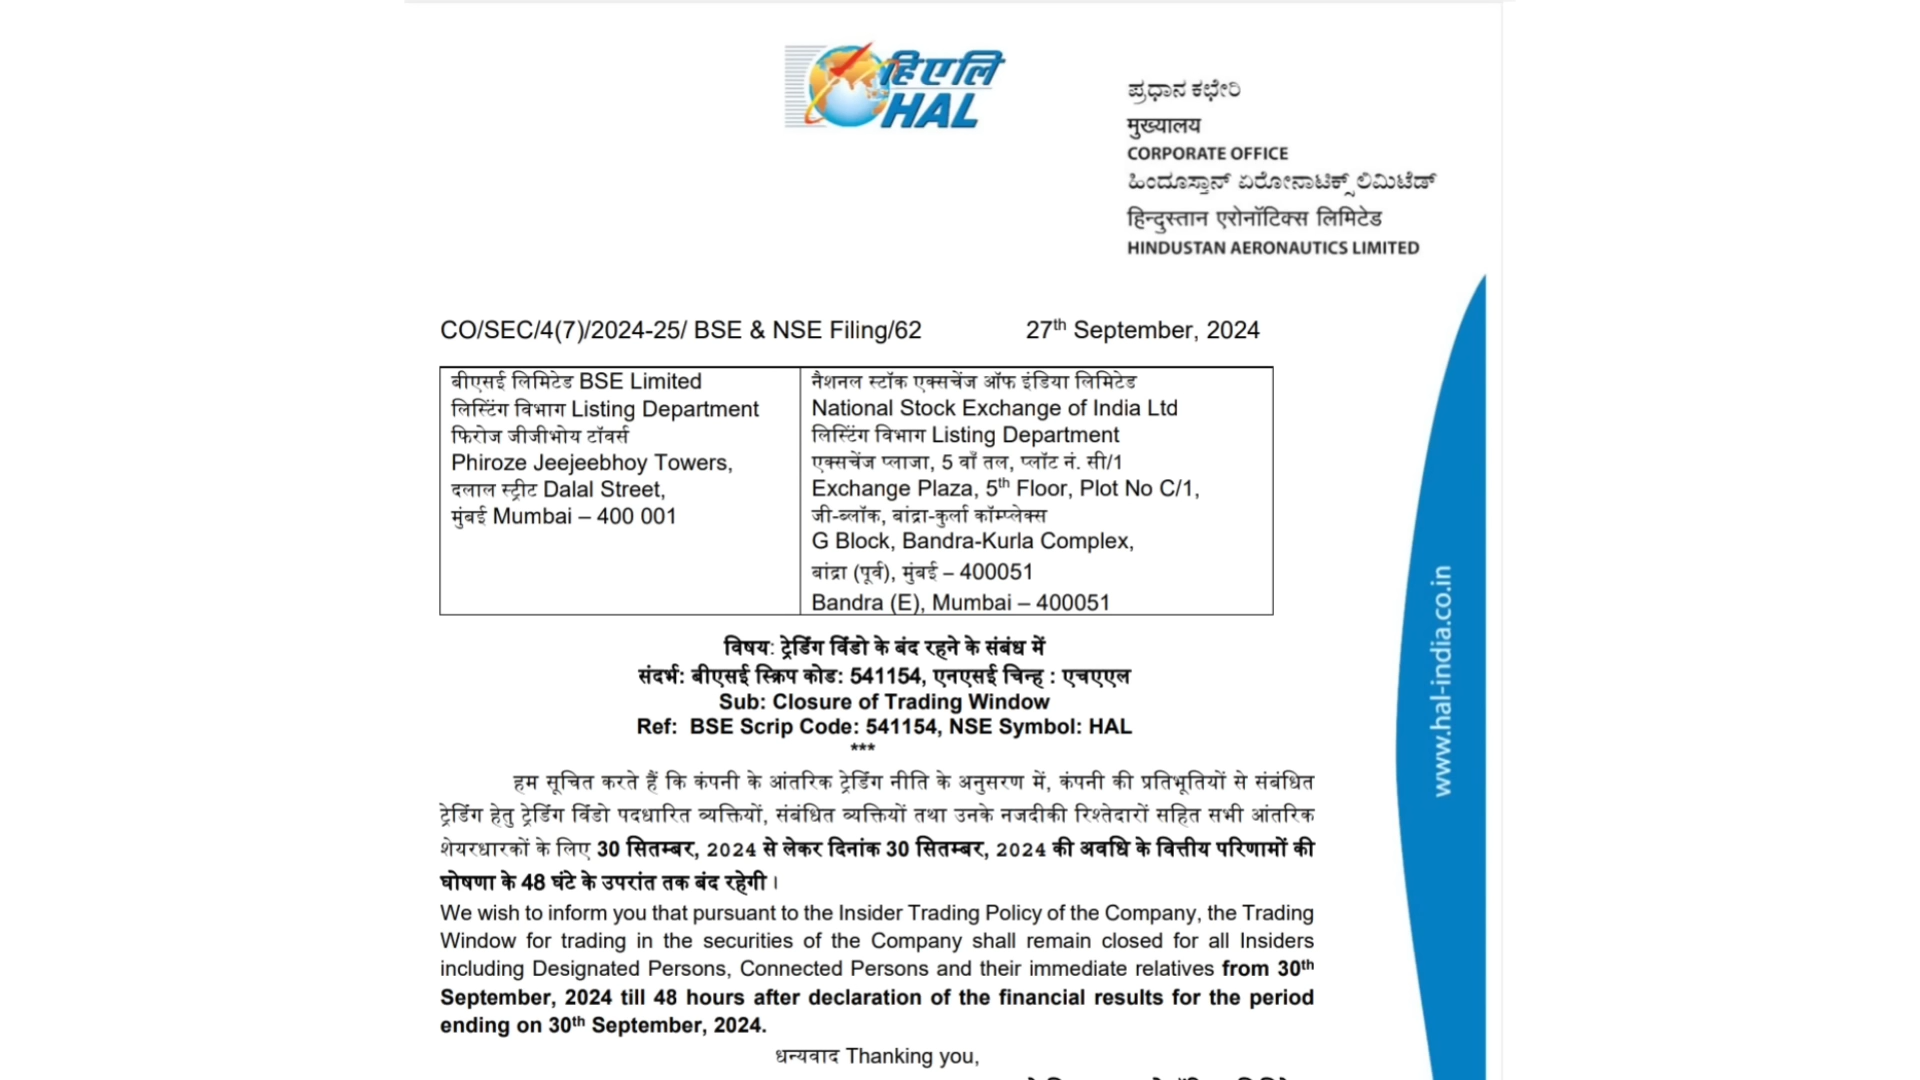 हिएलि
HAL
ಪ್ರಧಾನ ಕಛೇರಿ
मुख्यालय
CORPORATE OFFICE
ಹಿಂದೂಸ್ತಾನ್ ಏರೋನಾಟಿಕ್ಸ್ ಲಿಮಿಟೆಡ್
हिन्दुस्तान एरोनॉटिक्स लिमिटेड
HINDUSTAN AERONAUTICS LIMITED
CO/SEC/4(7)/2024-25/ BSE & NSE Filing/62 27th September, 2024
बीएसई लिमिटेड BSE Limited
लिस्टिंग विभाग Listing Department
फिरोज जीजीभोय टॉवर्स
Phiroze Jeejeebhoy Towers,
दलाल स्ट्रीट Dalal Street,
मुंबई Mumbai – 400 001
नैशनल स्टॉक एक्सचेंज ऑफ इंडिया लिमिटेड
National Stock Exchange of India Ltd
लिस्टिंग विभाग Listing Department
एक्सचेंज प्लाजा, 5 वाँ तल, प्लॉट नं. सी/1
Exchange Plaza, 5th Floor, Plot No C/1,
जी-ब्लॉक, बांद्रा-कुर्ला कॉम्प्लेक्स
G Block, Bandra-Kurla Complex,
बांद्रा (पूर्व), मुंबई – 400051
Bandra (E), Mumbai – 400051
विषय: ट्रेडिंग विंडो के बंद रहने के संबंध में
संदर्भ: बीएसई स्क्रिप कोड: 541154, एनएसई चिन्ह : एचएएल
Sub: Closure of Trading Window
Ref: BSE Scrip Code: 541154, NSE Symbol: HAL
***
हम सूचित करते हैं कि कंपनी के आंतरिक ट्रेडिंग नीति के अनुसरण में, कंपनी की प्रतिभूतियों से संबंधित
ट्रेडिंग हेतु ट्रेडिंग विंडो पदधारित व्यक्तियों, संबंधित व्यक्तियों तथा उनके नजदीकी रिश्तेदारों सहित सभी आंतरिक
शेयरधारकों के लिए 30 सितम्बर, 2024 से लेकर दिनांक 30 सितम्बर, 2024 की अवधि के वित्तीय परिणामों की
घोषणा के 48 घंटे के उपरांत तक बंद रहेगी ।
We wish to inform you that pursuant to the Insider Trading Policy of the Company, the Trading
Window for trading in the securities of the Company shall remain closed for all Insiders
including Designated Persons, Connected Persons and their immediate relatives from 30th
September, 2024 till 48 hours after declaration of the financial results for the period
ending on 30th September, 2024.
धन्यवाद Thanking you,
www.hal-india.co.in